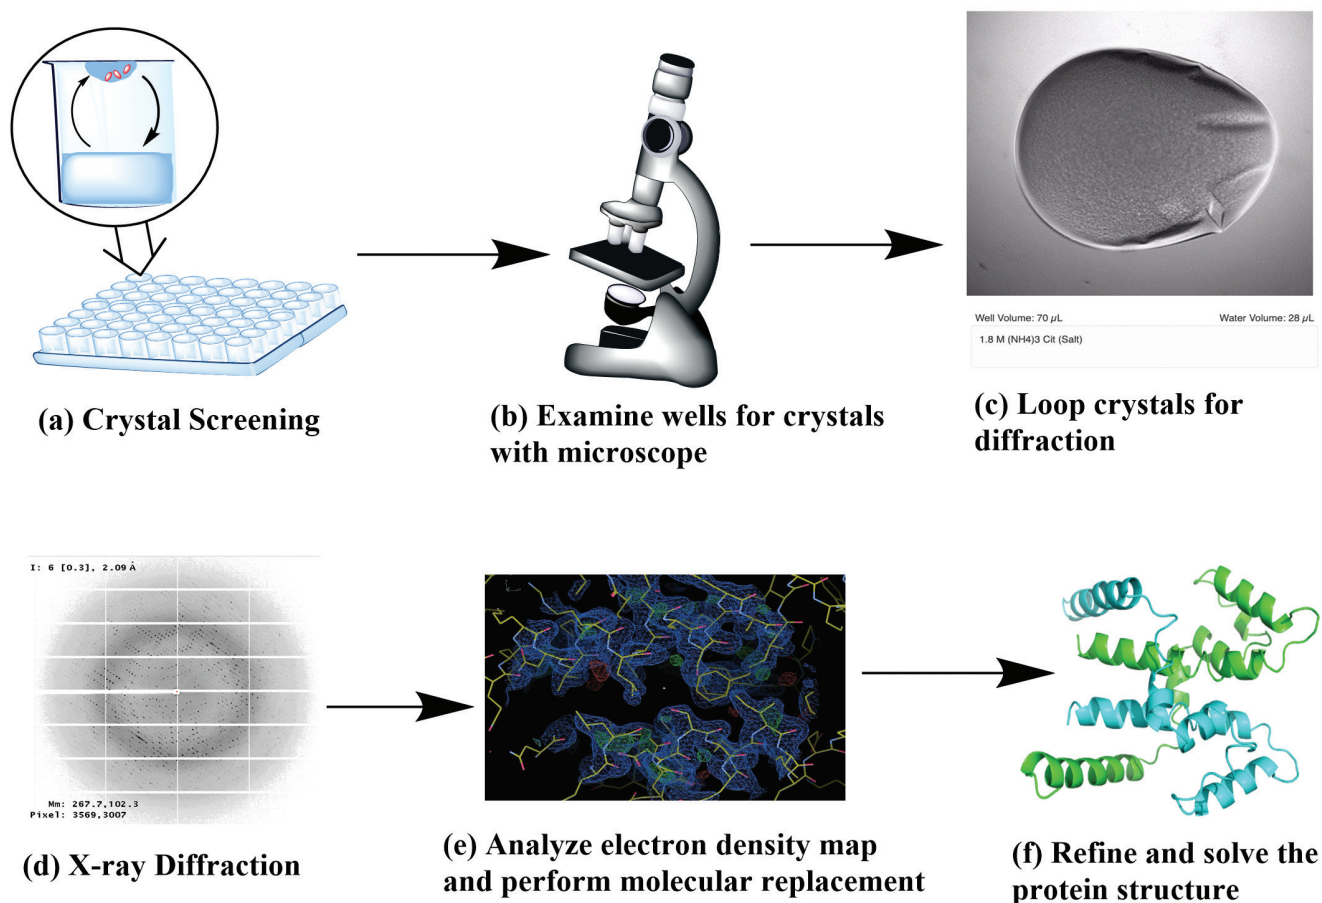 Well Volume: 70 µL
Water Volume: 28 µL
1.8 M (NH4)3 Cit (Salt)
(a) Crystal Screening
(b) Examine wells for crystals
with microscope
(c) Loop crystals for
diffraction
I: 6 [0.3], 2.09 Å
Mm: 267.7,102.3
Pixel: 3569,3007
(d) X-ray Diffraction
(e) Analyze electron density map
and perform molecular replacement
(f) Refine and solve the
protein structure